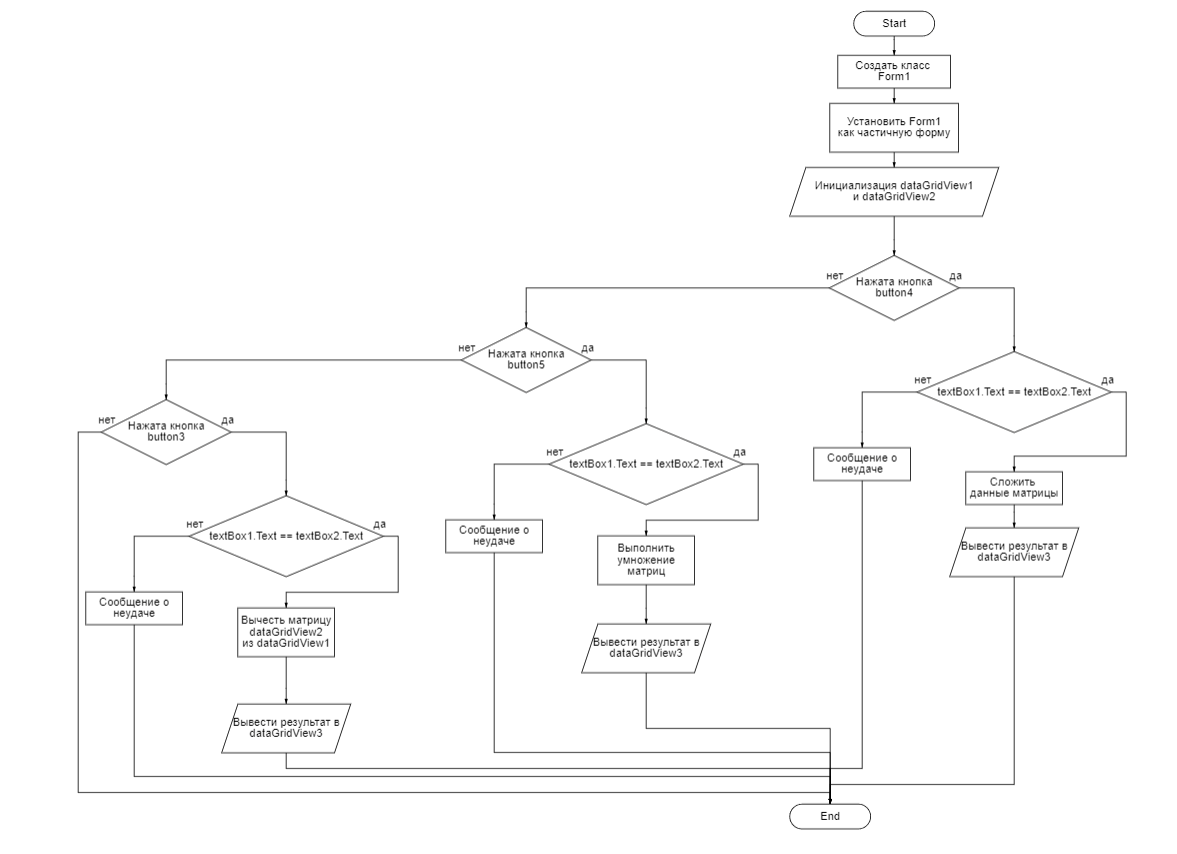 Start
Создать класс
Form1
Установить Form1
как частичную форму
Инициализация dataGridView1
и dataGridView2
нет
Нажата кнопка
button4
да
нет
Нажата кнопка
button5
да
нет
textBox1.Text == textBox2.Text
да
нет
Нажата кнопка
button3
да
нет
textBox1.Text == textBox2.Text
да
Сообщение о
неудаче
Сложить
данные матрицы
нет
textBox1.Text == textBox2.Text
да
Сообщение о
неудаче
Выполнить
умножение
матриц
Вывести результат в
dataGridView3
Сообщение о
неудаче
Вычесть матрицу
dataGridView2
из dataGridView1
Вывести результат в
dataGridView3
Вывести результат в
dataGridView3
End